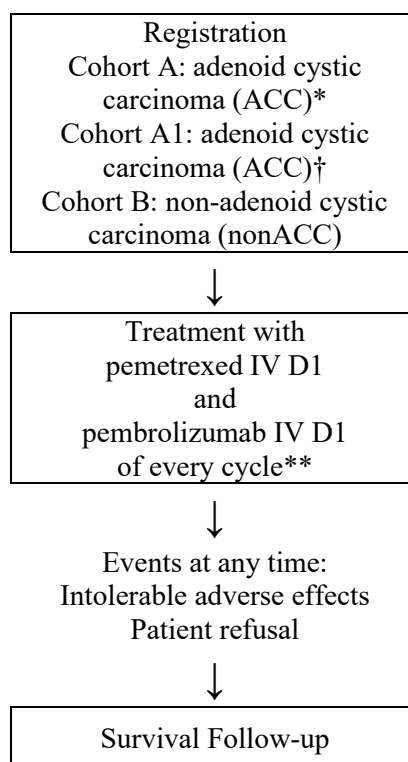 Registration
Cohort A: adenoid cystic
carcinoma (ACC)*
Cohort A1: adenoid cystic
carcinoma (ACC)†
Cohort B: non-adenoid cystic
carcinoma (nonACC)
↓
Treatment with
pemetrexed IV D1
and
pembrolizumab IV D1
of every cycle**
↓
Events at any time:
Intolerable adverse effects
Patient refusal
↓
Survival Follow-up